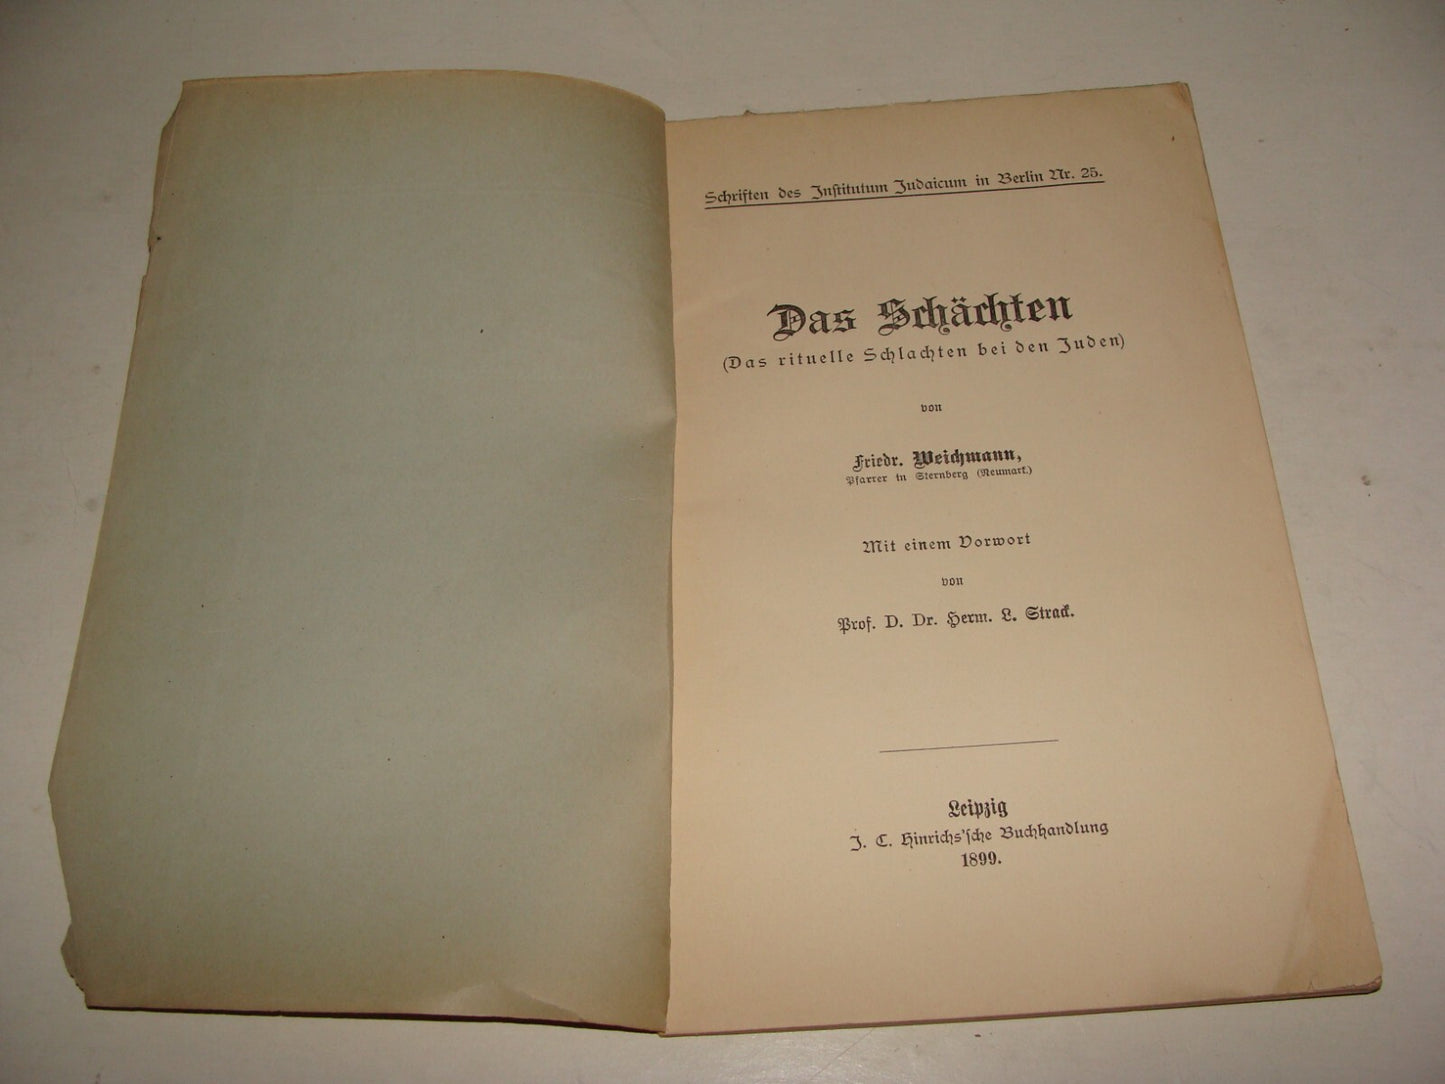 Schriften des Institutum Judaicum in Berlin Nr. 25.
Das Schächten
(Das rituelle Schlachten bei den Juden)
von
Friedr. Weichmann,
Pfarrer in Sternberg (Neumark.)
Mit einem Vorwort
von
Prof. D. Dr. Herm. L. Strack.
Leipzig
J. C. Hinrichs'sche Buchhandlung
1899.